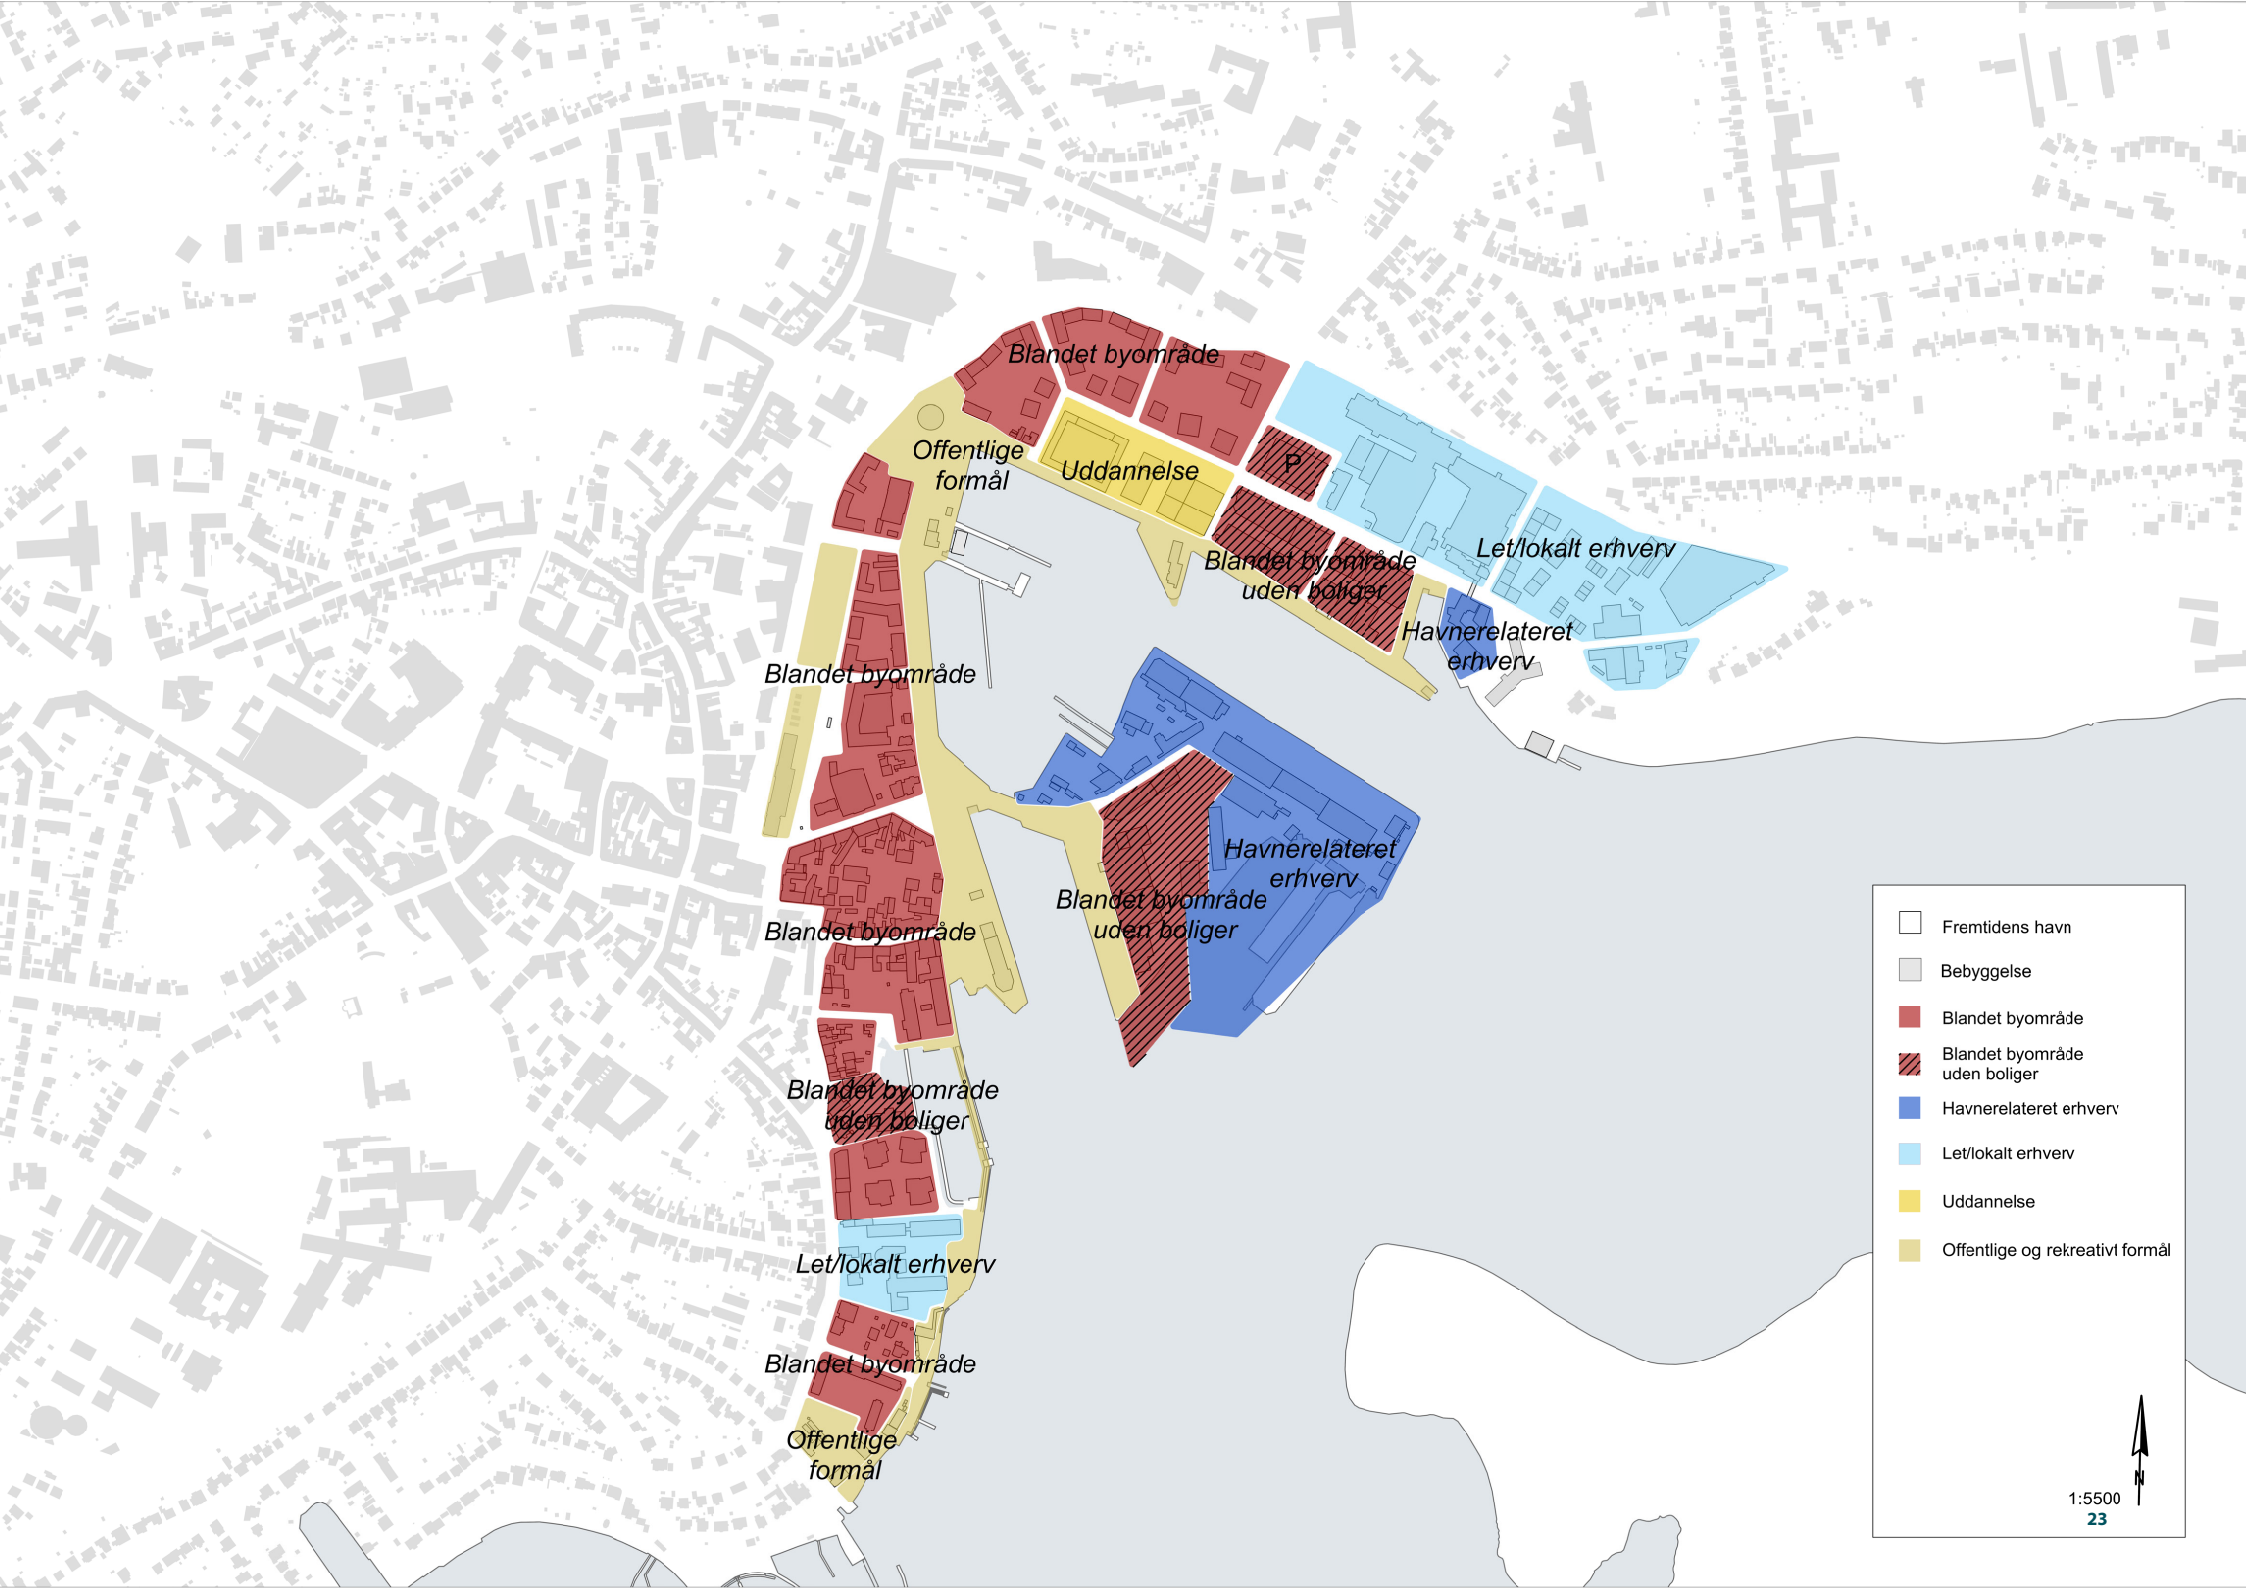 Blandet byområde
Offentlige
formål
Uddannelse
P
Let/lokalt erhverv
Blandet byområde
uden boliger
Havnerelateret
erhverv
Blandet byområde
Havnerelateret
erhverv
Blandet byområde
uden boliger
Blandet byområde
Blandet byområde
uden boliger
Let/lokalt erhverv
Blandet byområde
Offentlige
formål
Fremtidens havn
Bebyggelse
Blandet byområde
Blandet byområde
uden boliger
Havnerelateret erhverv
Let/lokalt erhverv
Uddannelse
Offentlige og rekreativt formål
N
1:5500
23